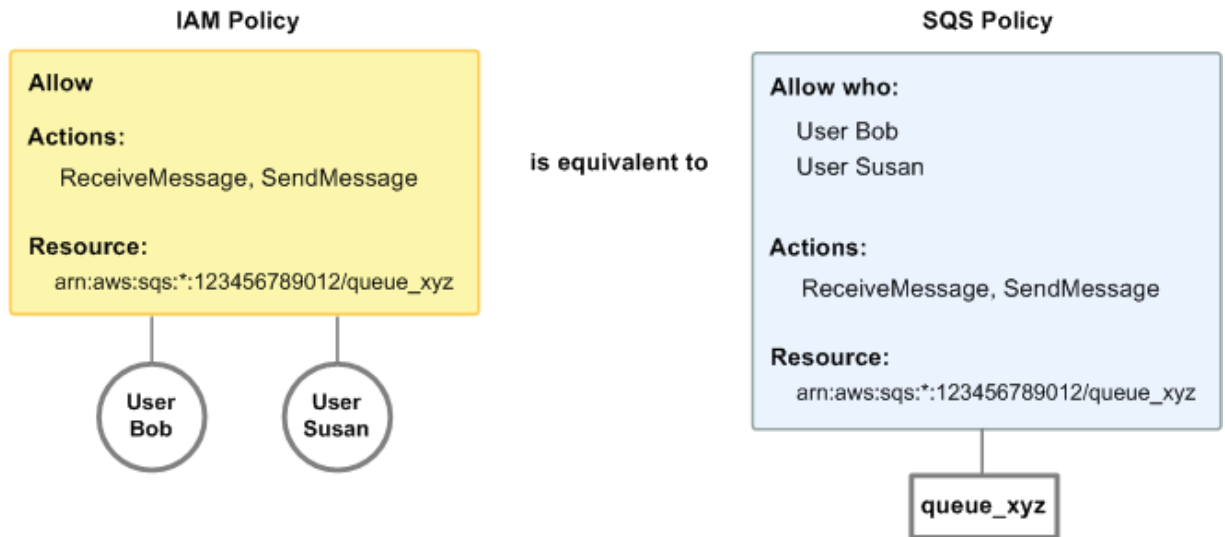 IAM Policy
Allow
Actions:
ReceiveMessage, SendMessage
Resource:
arn:aws:sqs:*:123456789012/queue_xyz
User
Bob
User
Susan
is equivalent to
SQS Policy
Allow who:
User Bob
User Susan
Actions:
ReceiveMessage, SendMessage
Resource:
arn:aws:sqs:*:123456789012/queue_xyz
queue_xyz